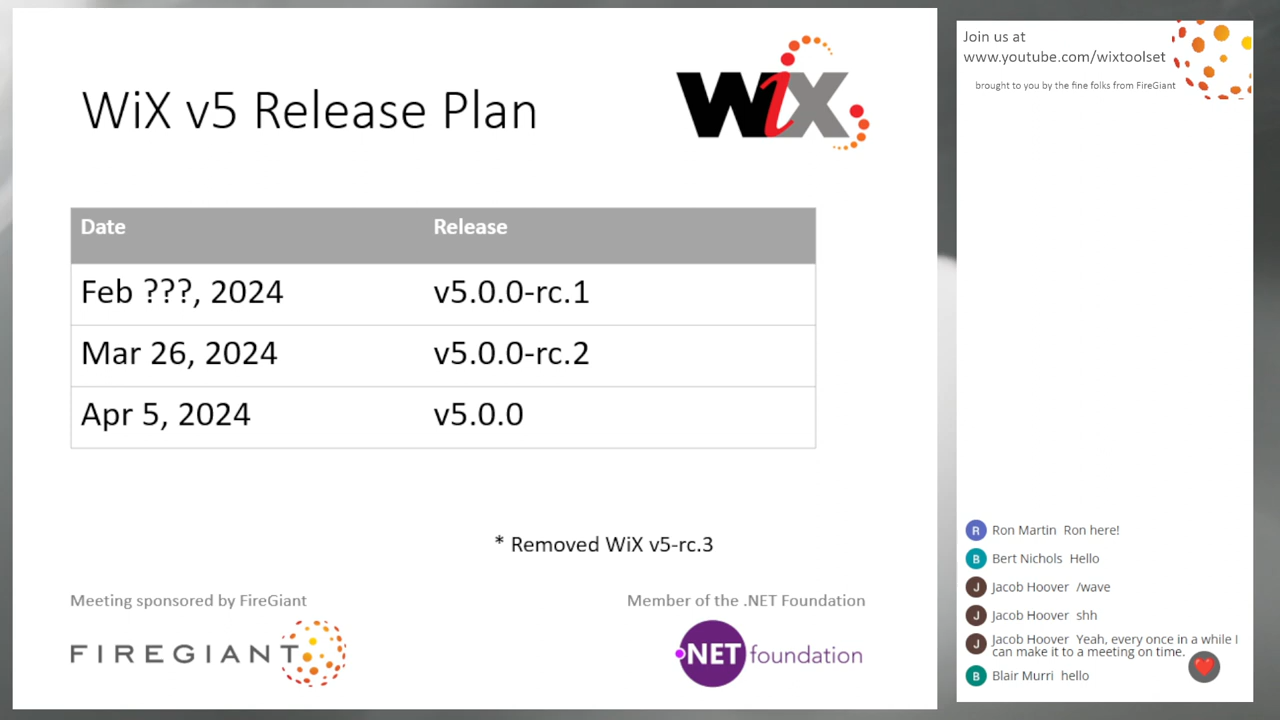 WiX v5 Release Plan
WiX
Date Release
Feb ???, 2024 v5.0.0-rc.1
Mar 26, 2024 v5.0.0-rc.2
Apr 5, 2024 v5.0.0
* Removed WiX v5-rc.3
Meeting sponsored by FireGiant
FIREGIANT
Member of the .NET Foundation
.NET foundation
Join us at
www.youtube.com/wixtoolset
brought to you by the fine folks from FireGiant
R Ron Martin Ron here!
B Bert Nichols Hello
J Jacob Hoover /wave
J Jacob Hoover shh
J Jacob Hoover Yeah, every once in a while I
can make it to a meeting on time.
B Blair Murri hello